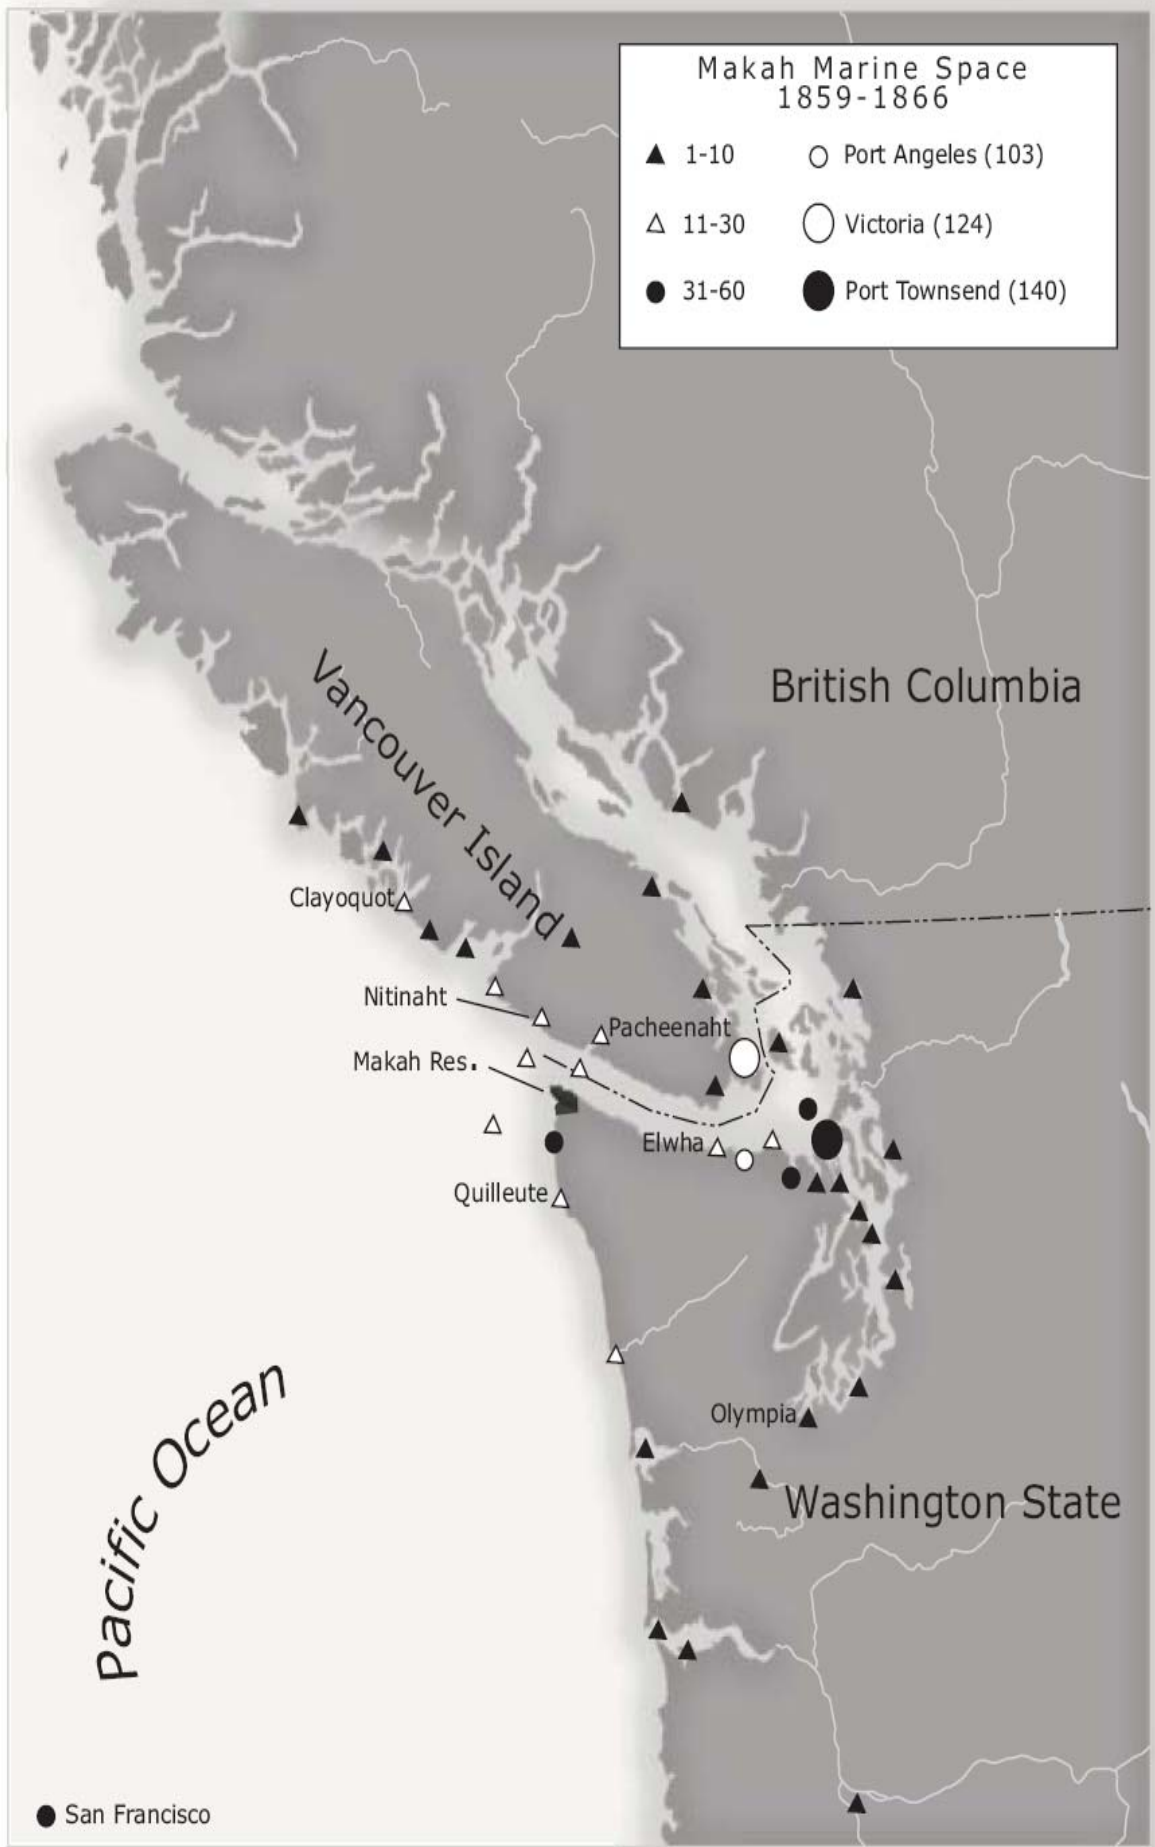 Makah Marine Space
1859-1866
1-10
Port Angeles (103)
11-30
Victoria (124)
31-60
Port Townsend (140)
British Columbia
Vancouver Island
Clayoquot
Nitinaht
Pacheenaht
Makah Res.
Elwha
Quilleute
Pacific Ocean
Olympia
Washington State
San Francisco